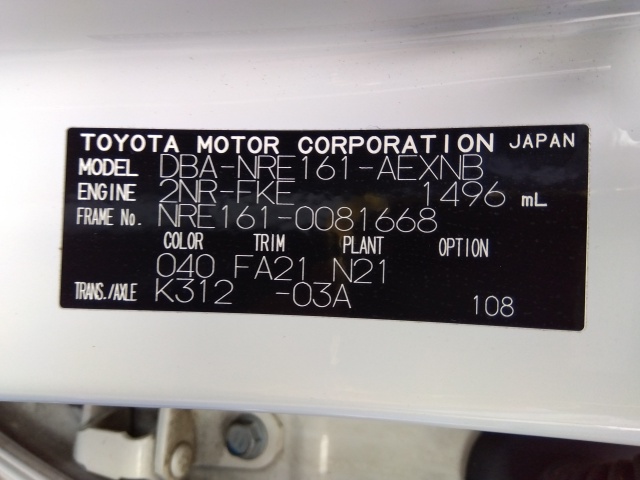 TOYOTA MOTOR CORPORATION JAPAN
MODEL DBA-NRE161-AEXNB
ENGINE 2NR-FKE 1496 mL
FRAME No. NRE161-0081668
COLOR TRIM PLANT OPTION
040 FA21 N21
TRANS./AXLE K312 -03A
108